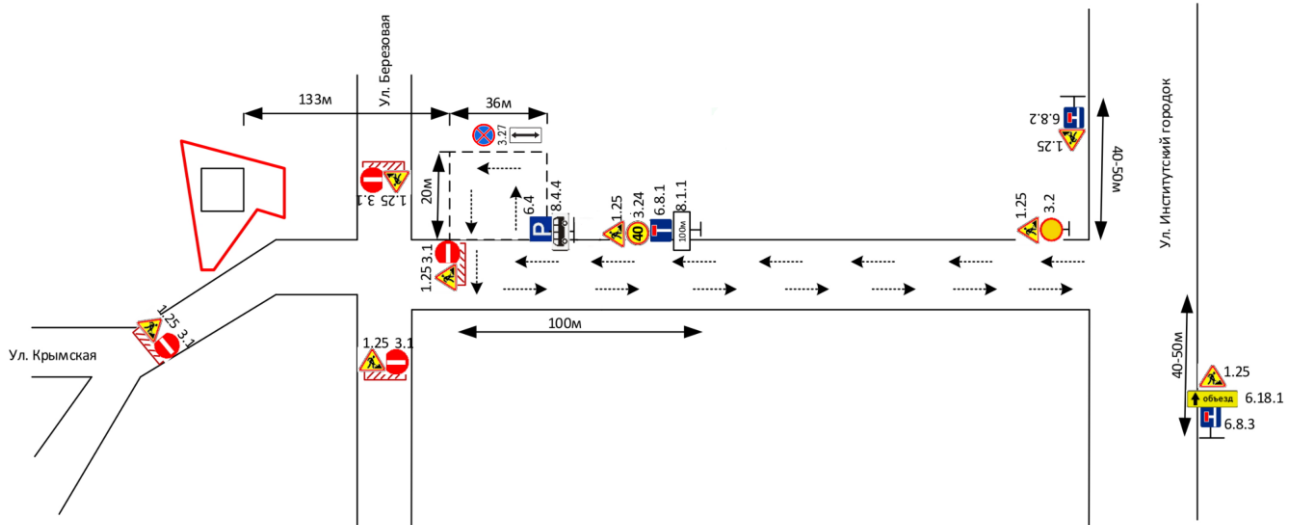 Ул. Березовая
133м
36м
3.27
20м
1.25 3.1
6.4
8.4.4
P
1.25
3.24
40
6.8.1
8.1.1
100м
1.25 3.1
100м
1.25
3.2
6.8.2
1.25
40-50м
Ул. Институтский городок
Ул. Крымская
1.25 3.1
1.25 3.1
40-50м
1.25
объезд
6.18.1
6.8.3